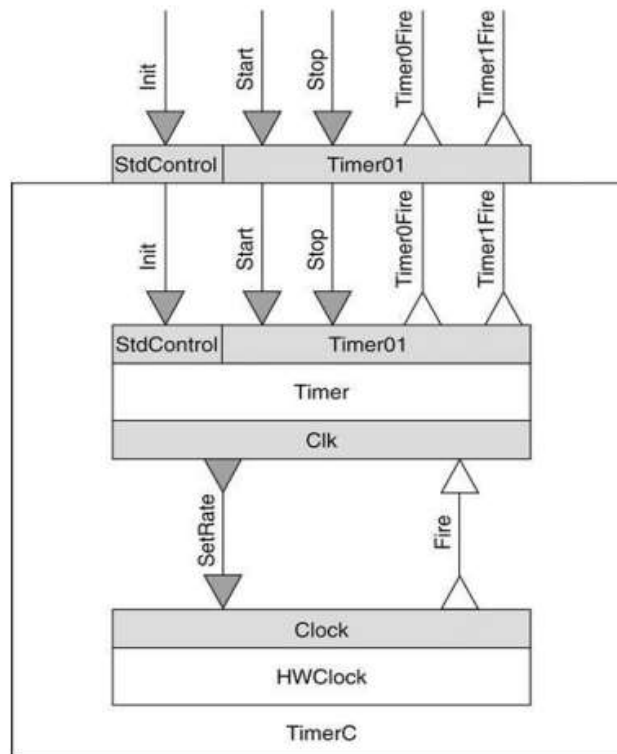 Init
Start
Stop
Timer0Fire
Timer1Fire
StdControl
Timer01
Init
Start
Stop
Timer0Fire
Timer1Fire
StdControl
Timer01
Timer
Clk
SetRate
Fire
Clock
HWClock
TimerC